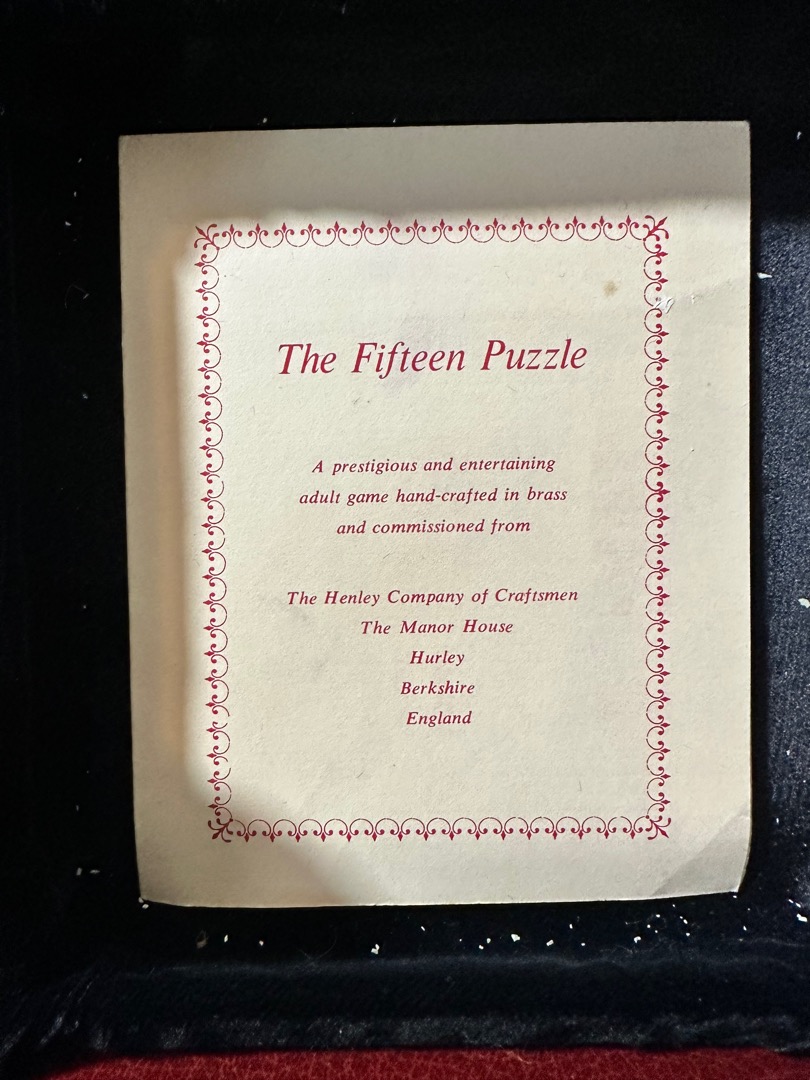 The Fifteen Puzzle
A prestigious and entertaining
adult game hand-crafted in brass
and commissioned from
The Henley Company of Craftsmen
The Manor House
Hurley
Berkshire
England